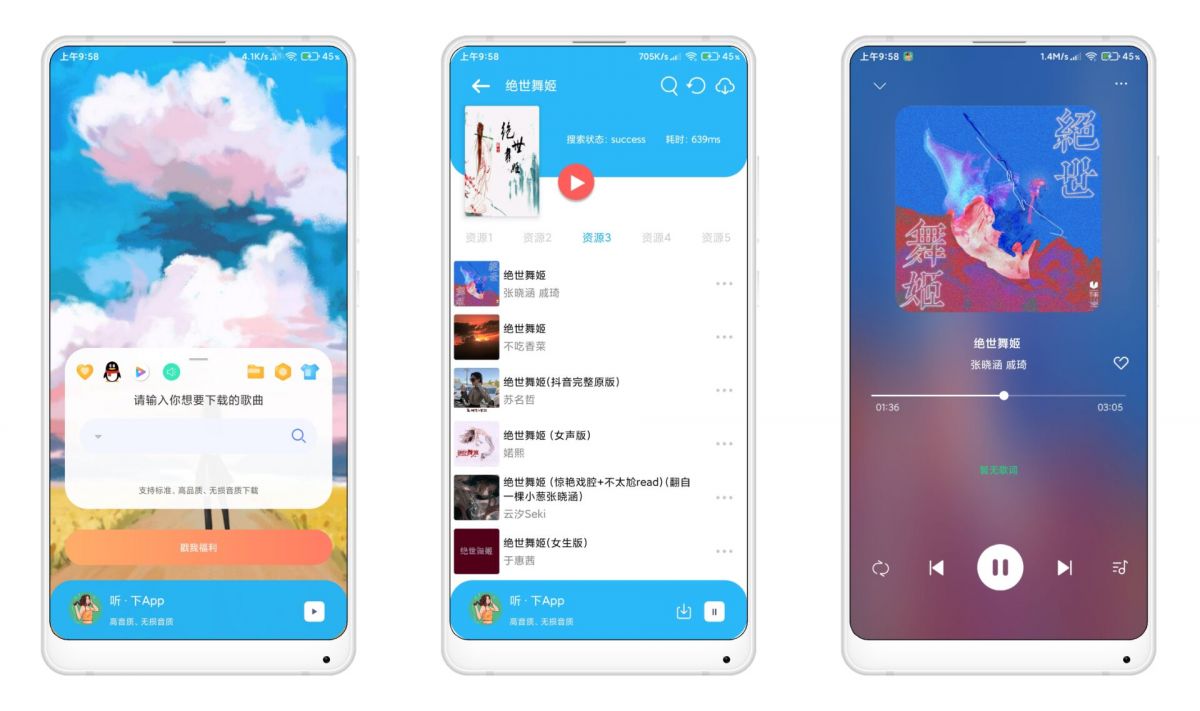 上午9:58
4.1K/s
45%
请输入你想要下载的歌曲
支持标准、高品质、无损音质下载
戳我福利
听 · 下App
高音质、无损音质
上午9:58
705K/s
45%
绝世舞姬
绝世舞姬
搜索状态: success
耗时: 639ms
资源1
资源2
资源3
资源4
资源5
绝世舞姬
张晓涵 戚琦
绝世舞姬
不吃香菜
绝世舞姬(抖音完整原版)
苏名哲
绝世舞姬 (女声版)
婼熙
绝世舞姬 (惊艳戏腔+不太尬read)(翻自
一棵小葱张晓涵)
云汐Seki
绝世舞姬
绝世舞姬(女生版)
于惠茜
听 · 下App
高音质、无损音质
上午9:58
1.4M/s
45%
絕世
舞姬
绝世舞姬
张晓涵 戚琦
01:36
03:05
暂无歌词